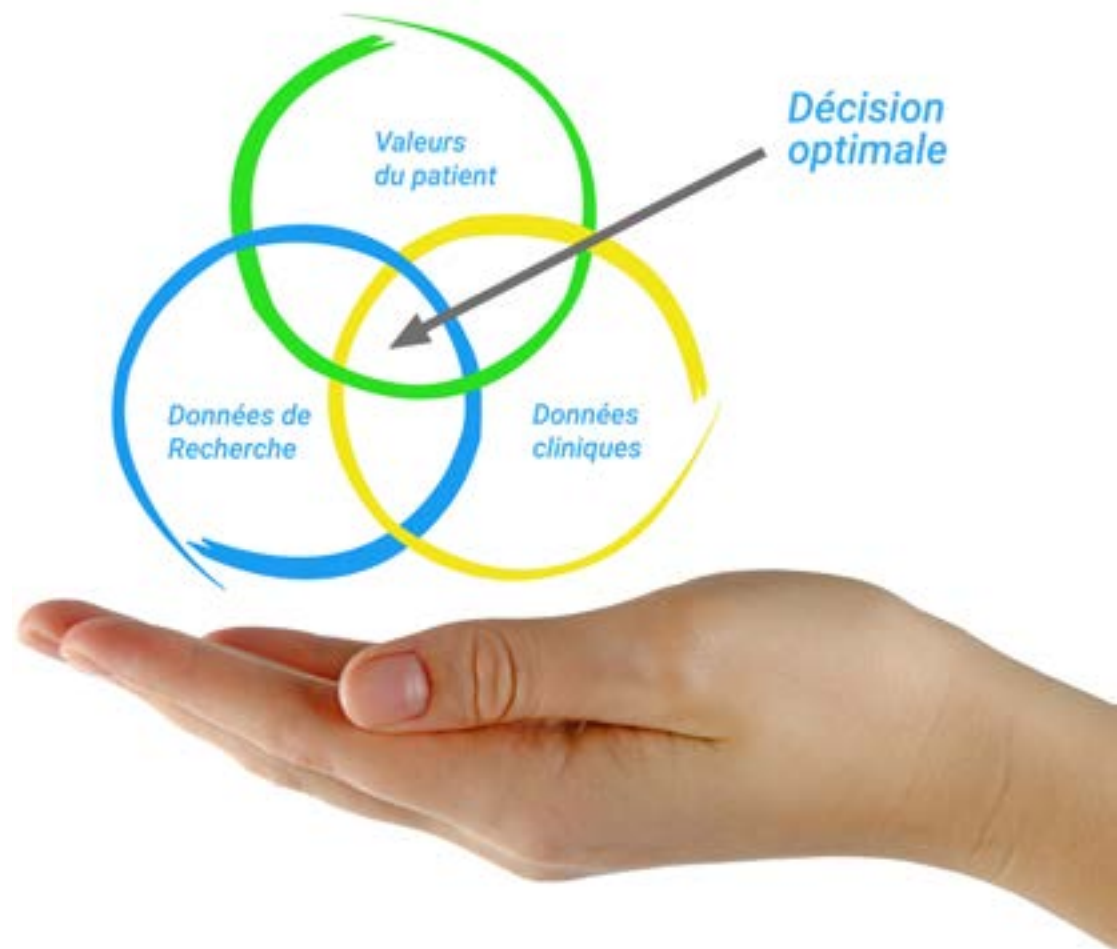 Valeurs
du patient
Décision
optimale
Données de
Recherche
Données
cliniques